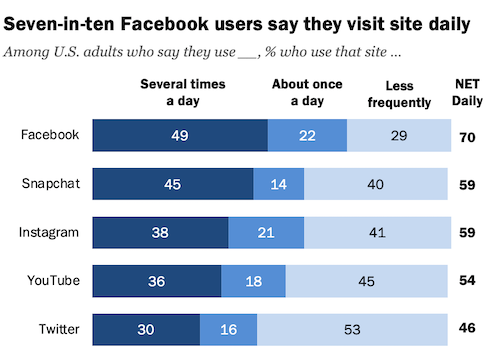 Seven-in-ten Facebook users say they visit site daily
Among U.S. adults who say they use __, % who use that site ...
Several times a day
About once a day
Less frequently
NET Daily
Facebook 49 22 29 70
Snapchat 45 14 40 59
Instagram 38 21 41 59
YouTube 36 18 45 54
Twitter 30 16 53 46